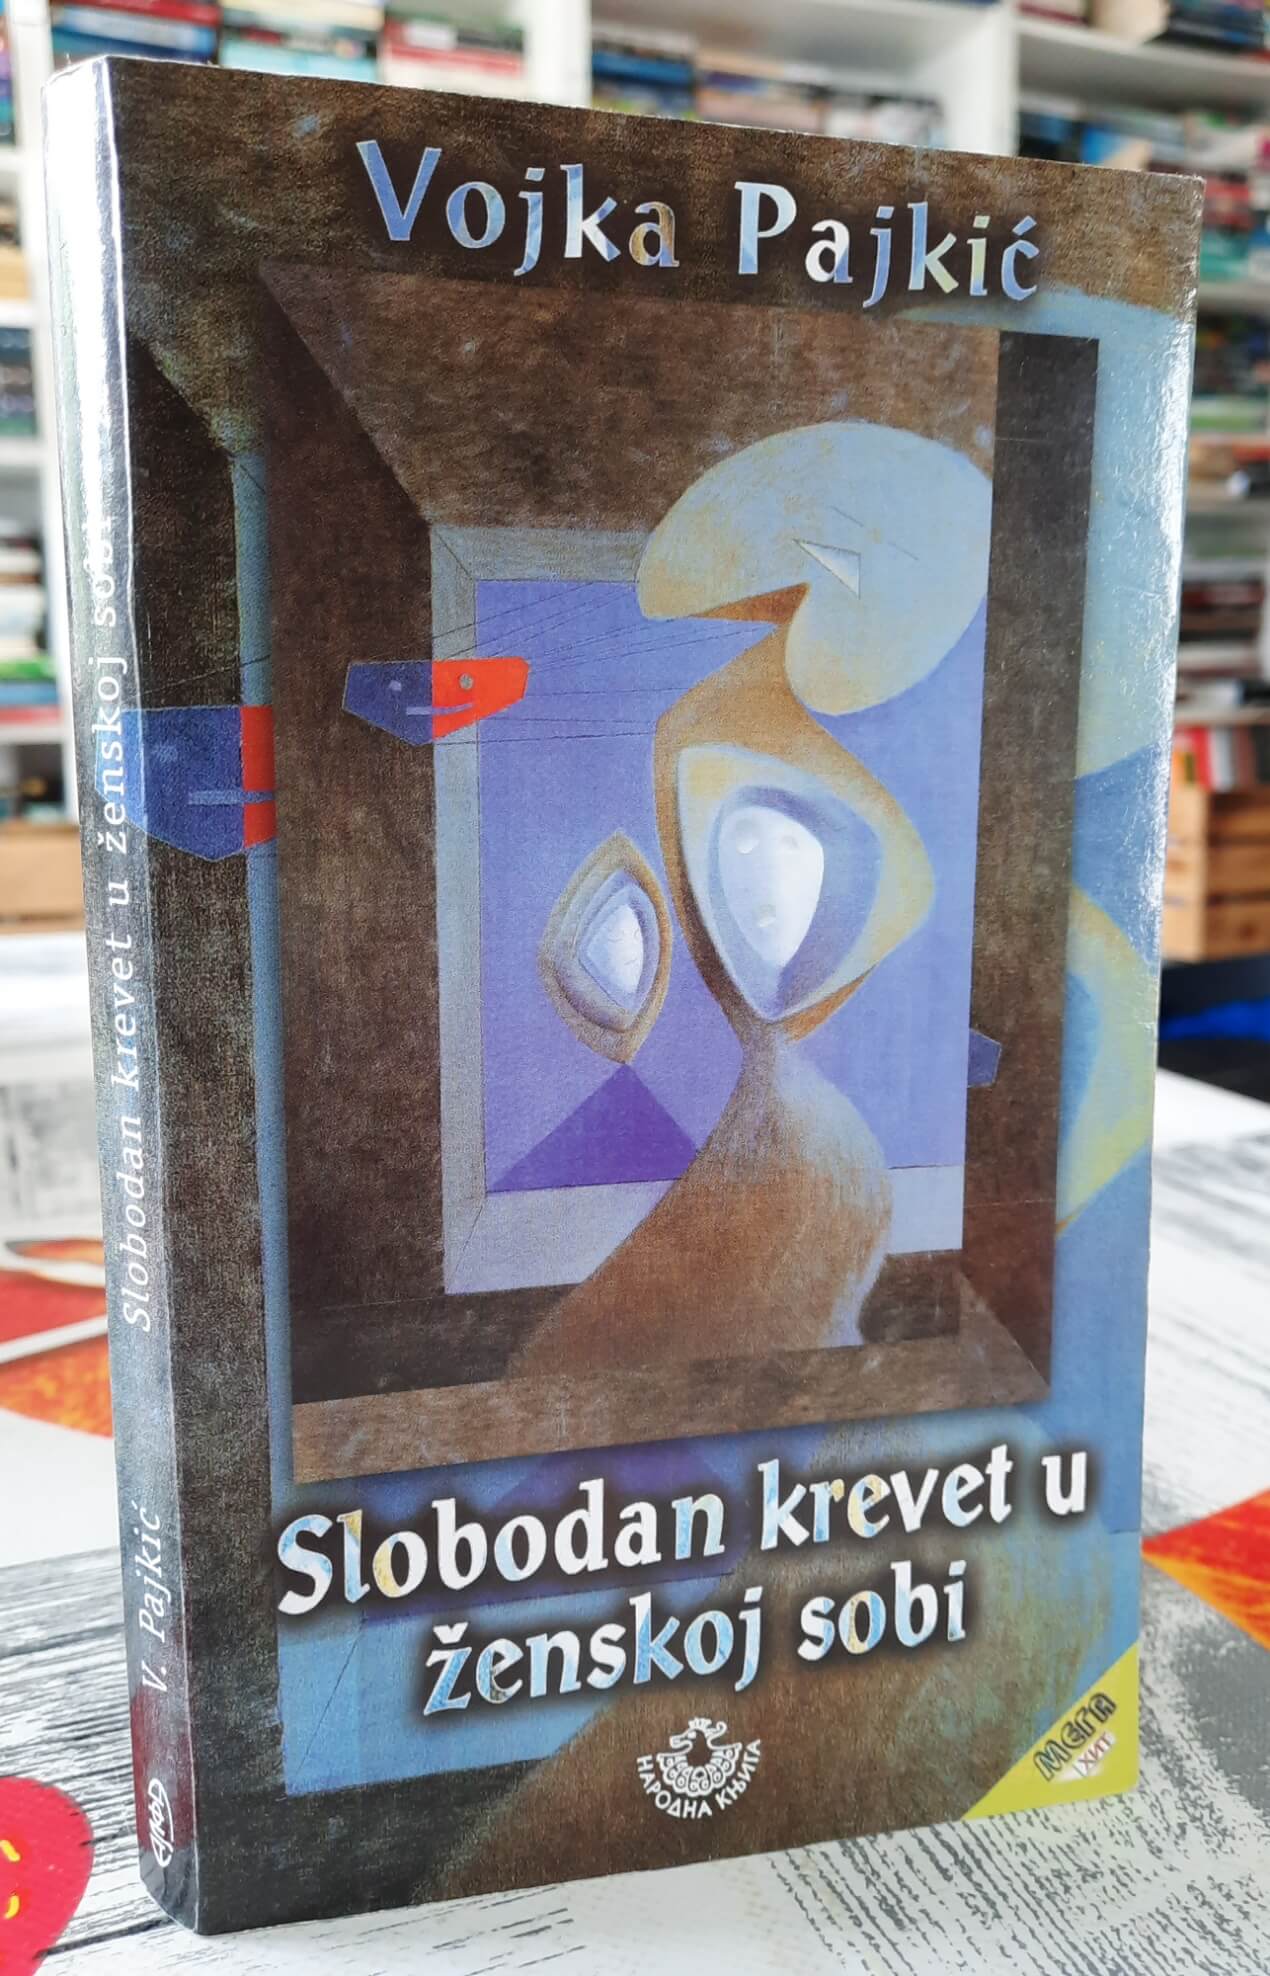 Vojka Pajkić
Slobodan krevet u
ženskoj sobi
НАРОДНА КЊИГА
МЕГА
ХИТ
V. Pajkić Slobodan krevet u ženskoj sobi